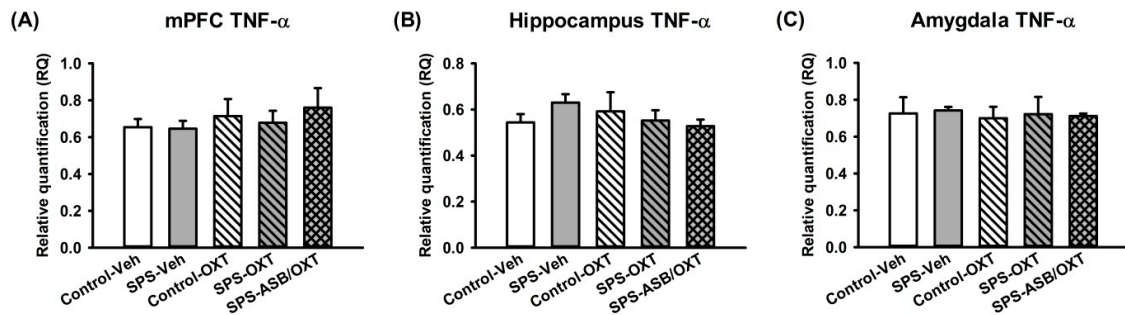 (A) mPFC TNF-α
Relative quantification (RQ)
1.0
0.8
0.6
0.4
0.2
0.0
Control-Veh
SPS-Veh
Control-OXT
SPS-OXT
SPS-ASB/OXT
(B) Hippocampus TNF-α
Relative quantification (RQ)
0.8
0.6
0.4
0.2
0.0
Control-Veh
SPS-Veh
Control-OXT
SPS-OXT
SPS-ASB/OXT
(C) Amygdala TNF-α
Relative quantification (RQ)
1.0
0.8
0.6
0.4
0.2
0.0
Control-Veh
SPS-Veh
Control-OXT
SPS-OXT
SPS-ASB/OXT